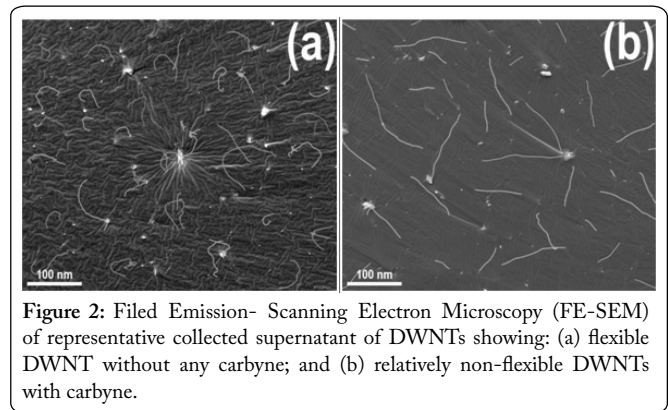 (a)
(b)
100 nm
100 nm
Figure 2: Filed Emission- Scanning Electron Microscopy (FE-SEM)
of representative collected supernatant of DWNTs showing: (a) flexible
DWNT without any carbyne; and (b) relatively non-flexible DWNTs
with carbyne.